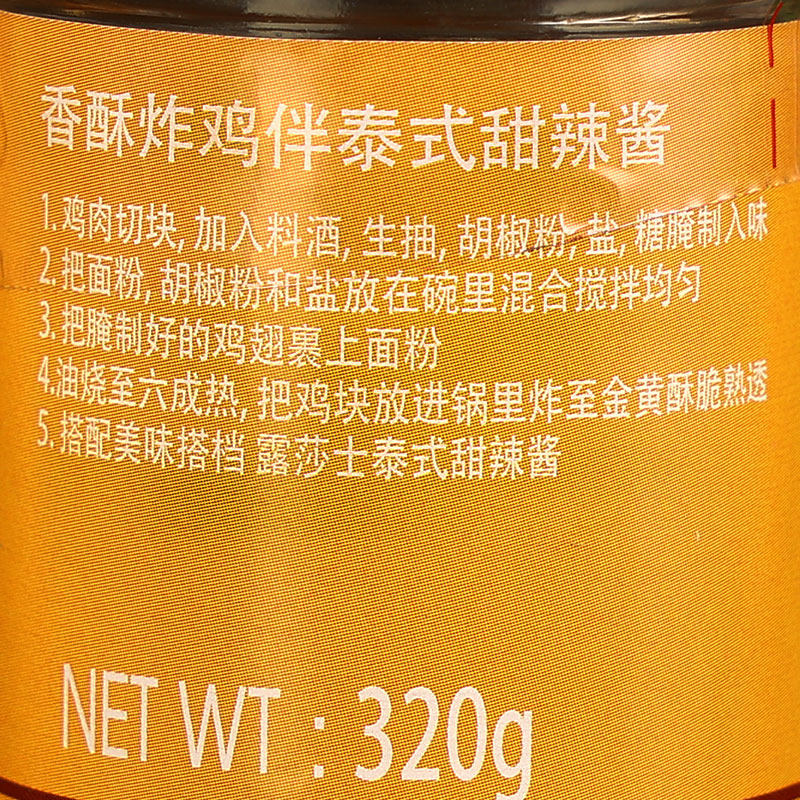 香酥炸鸡伴泰式甜辣酱
1.鸡肉切块,加入料酒,生抽,胡椒粉,盐,糖腌制入味
2.把面粉,胡椒粉和盐放在碗里混合搅拌均匀
3.把腌制好的鸡翅裹上面粉
4.油烧至六成热,把鸡块放进锅里炸至金黄酥脆熟透
5.搭配美味搭档 露莎士泰式甜辣酱
NET WT : 320g